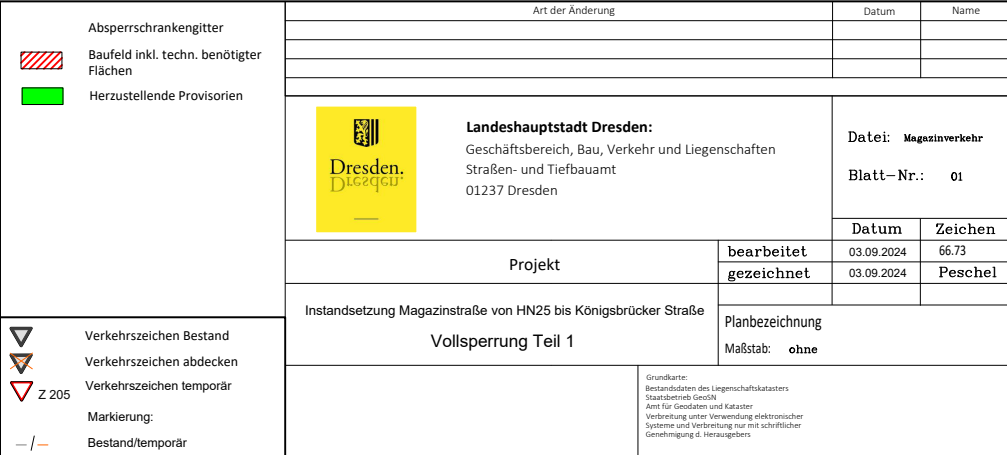 Absperrschrankengitter
Baufeld inkl. techn. benötigter
Flächen
Herzustellende Provisorien
Verkehrszeichen Bestand
Verkehrszeichen abdecken
Z 205 Verkehrszeichen temporär
Markierung:
–/– Bestand/temporär
Art der Änderung Datum Name
Dresden.
Dresden.
Landeshauptstadt Dresden:
Geschäftsbereich, Bau, Verkehr und Liegenschaften
Straßen- und Tiefbauamt
01237 Dresden
Datei: Magazinverkehr
Blatt-Nr.: 01
Datum Zeichen
bearbeitet 03.09.2024 66.73
gezeichnet 03.09.2024 Peschel
Projekt
Instandsetzung Magazinstraße von HN25 bis Königsbrücker Straße
Vollsperrung Teil 1
Planbezeichnung
Maßstab: ohne
Grundkarte:
Bestandsdaten des Liegenschaftskatasters
Staatsbetrieb GeoSN
Amt für Geodaten und Kataster
Verbreitung unter Verwendung elektronischer
Systeme und Verbreitung nur mit schriftlicher
Genehmigung d. Herausgebers